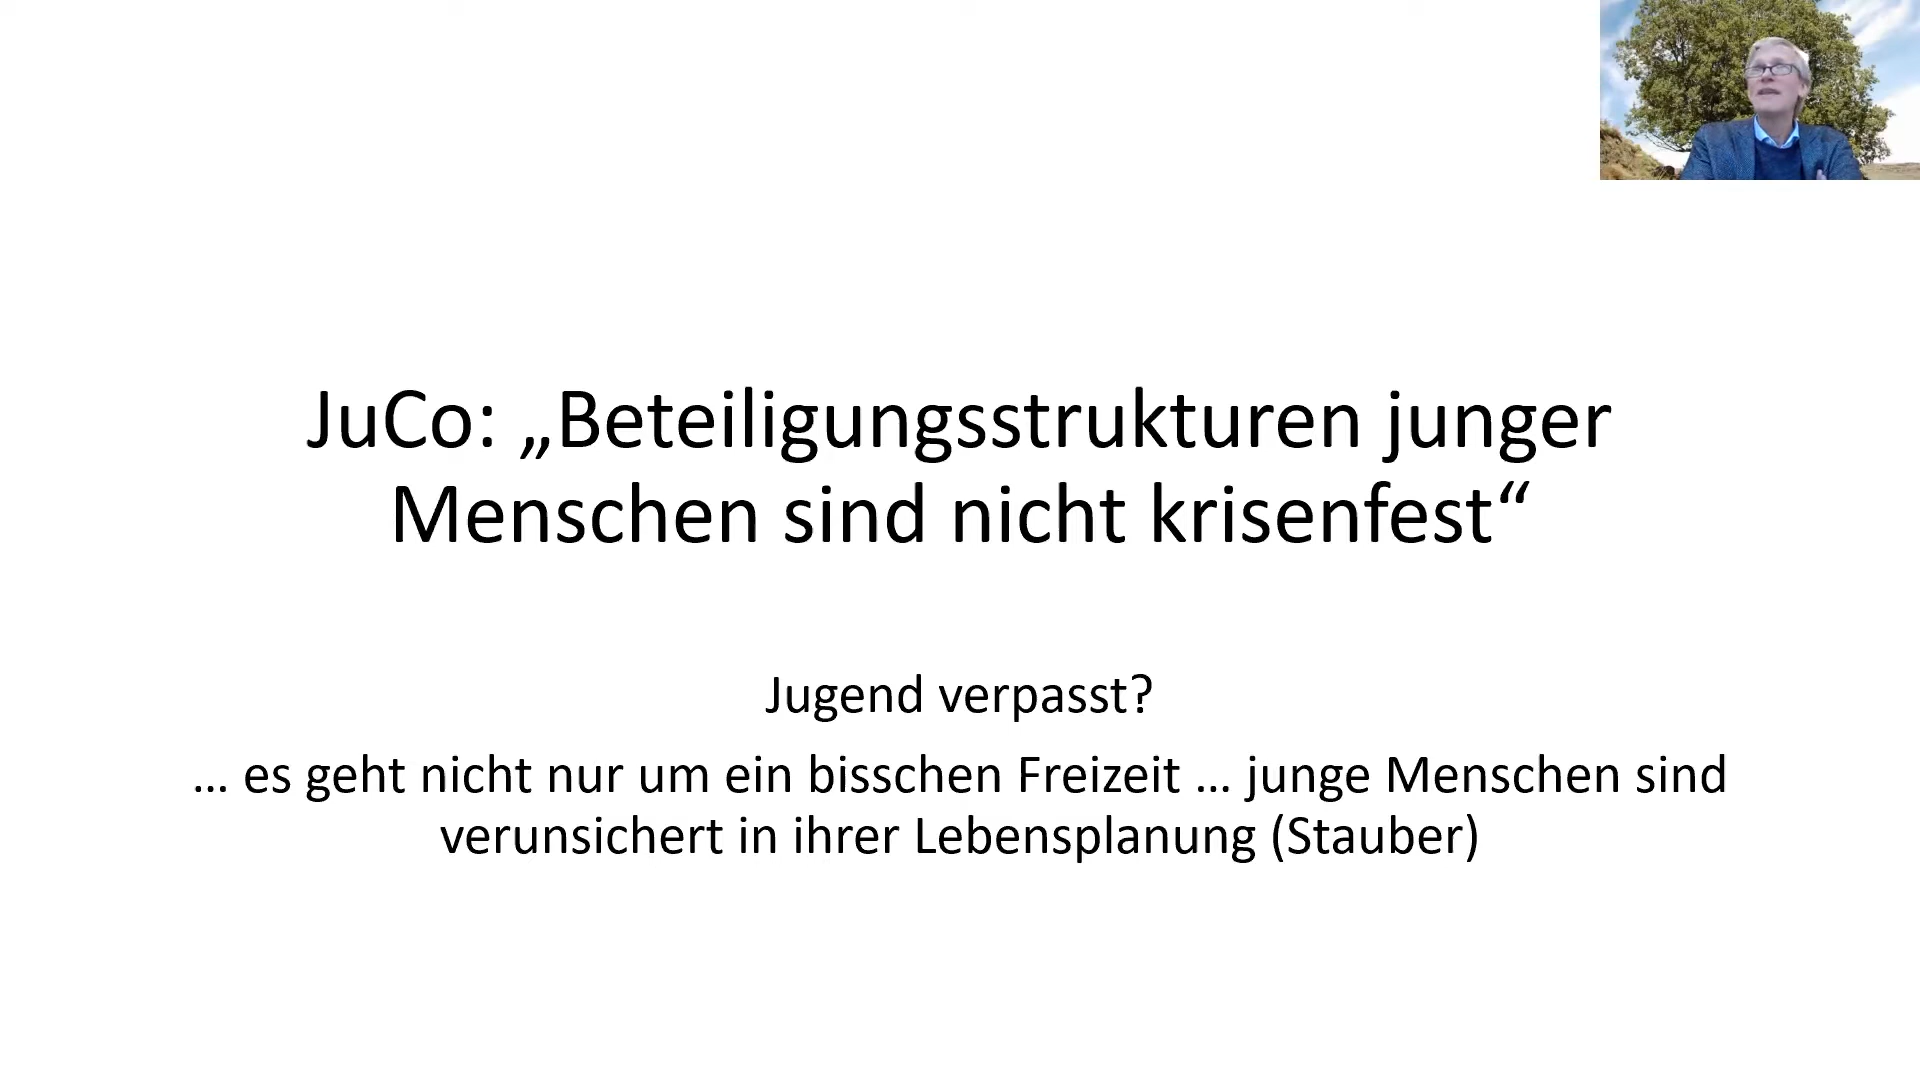 JuCo: „Beteiligungsstrukturen junger
Menschen sind nicht krisenfest“
Jugend verpasst?
… es geht nicht nur um ein bisschen Freizeit … junge Menschen sind
verunsichert in ihrer Lebensplanung (Stauber)